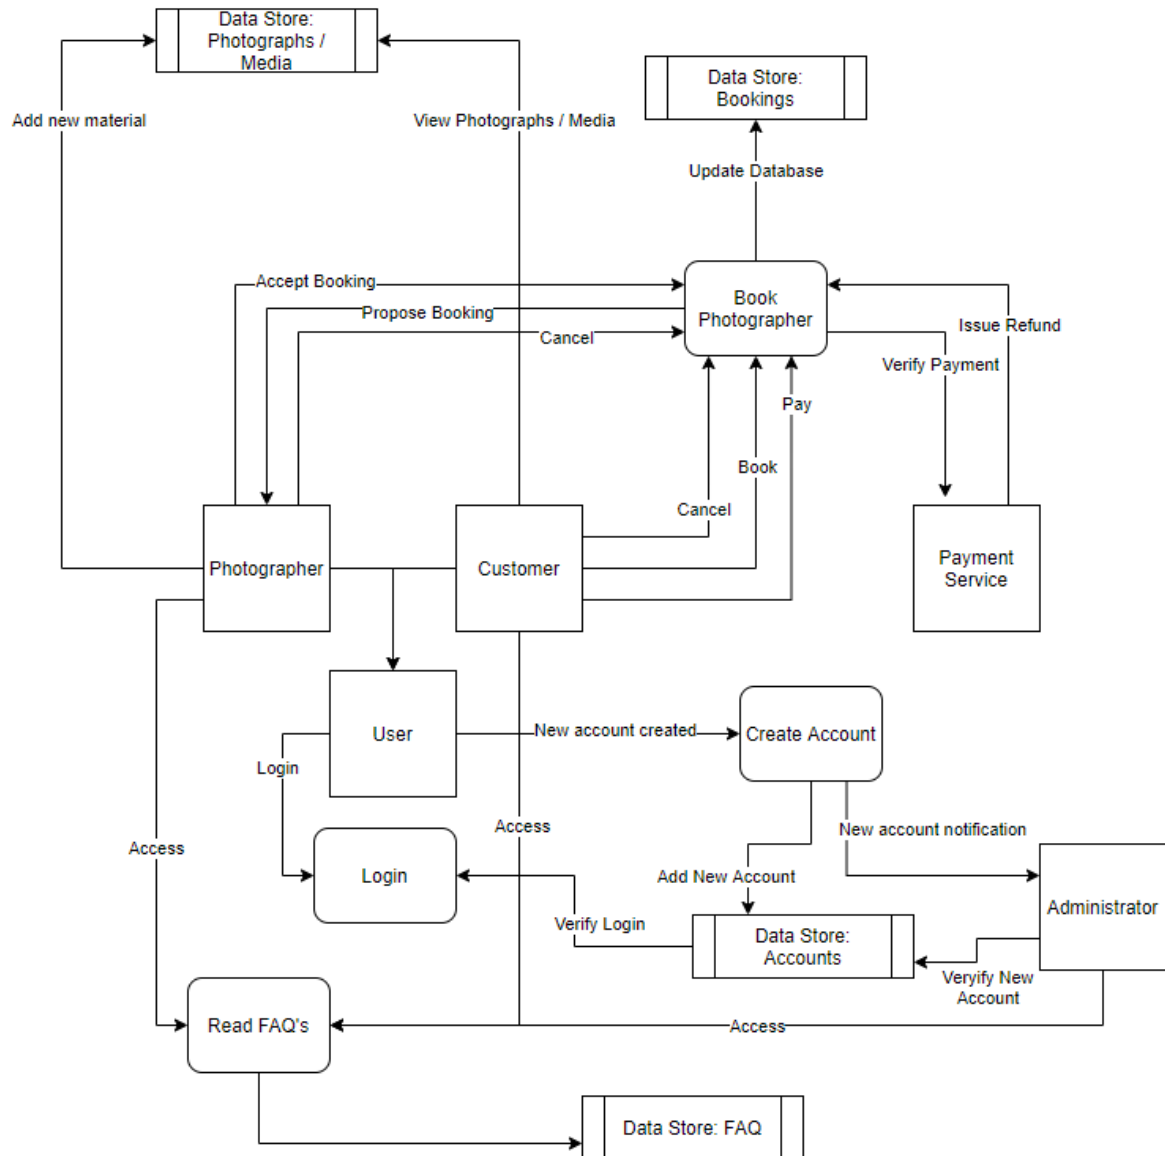 Data Store:
Photographs /
Media
Data Store:
Bookings
Add new material
View Photographs / Media
Update Database
Accept Booking
Book
Photographer
Propose Booking
Issue Refund
Cancel
Verify Payment
Pay
Book
Cancel
Photographer
Customer
Payment
Service
User
New account created
Create Account
Login
Access
New account notification
Access
Login
Add New Account
Administrator
Verify Login
Data Store:
Accounts
Veryify New
Account
Read FAQ's
Access
Data Store: FAQ